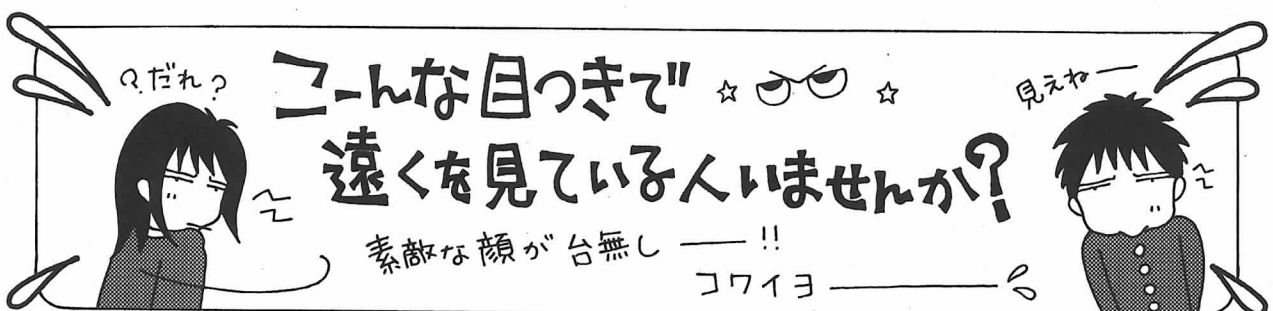 ？だれ？
こーんな目つきで
見えねー
遠くを見ている人いませんか？
素敵な顔が台無し——!!
コワイヨ————